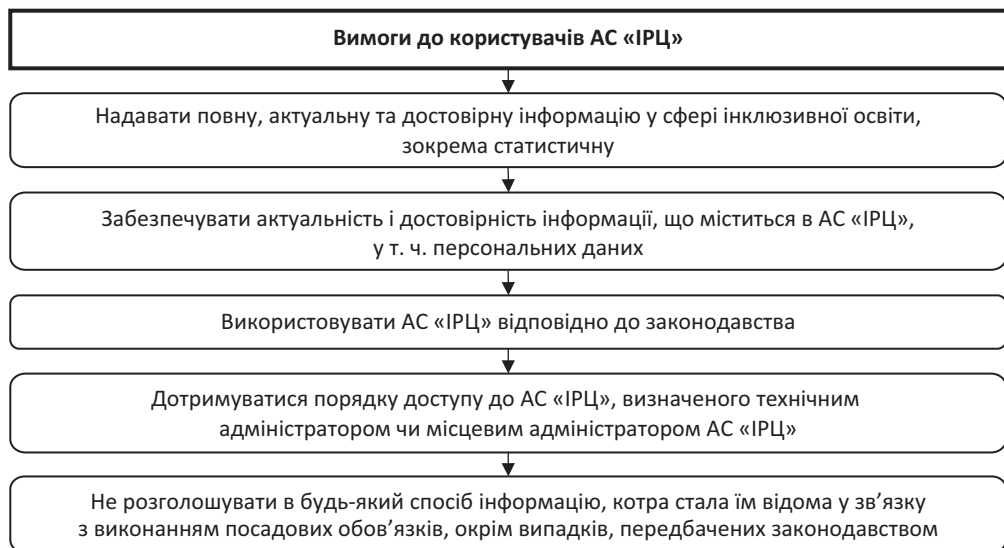 Вимоги до користувачів АС «ІРЦ»
Надавати повну, актуальну та достовірну інформацію у сфері інклюзивної освіти,
зокрема статистичну
Забезпечувати актуальність і достовірність інформації, що міститься в АС «ІРЦ»,
у т. ч. персональних даних
Використовувати АС «ІРЦ» відповідно до законодавства
Дотримуватися порядку доступу до АС «ІРЦ», визначеного технічним
адміністратором чи місцевим адміністратором АС «ІРЦ»
Не розголошувати в будь-який спосіб інформацію, котра стала їм відома у зв’язку
з виконанням посадових обов’язків, окрім випадків, передбачених законодавством